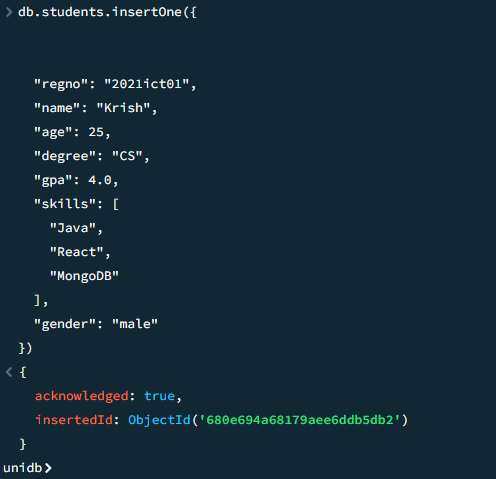 > db.students.insertOne({
"regno": "2021ict01",
"name": "Krish",
"age": 25,
"degree": "CS",
"gpa": 4.0,
"skills": [
"Java",
"React",
"MongoDB"
],
"gender": "male"
})
< {
acknowledged: true,
insertedId: ObjectId('680e694a68179aee6ddb5db2')
}
unidb>